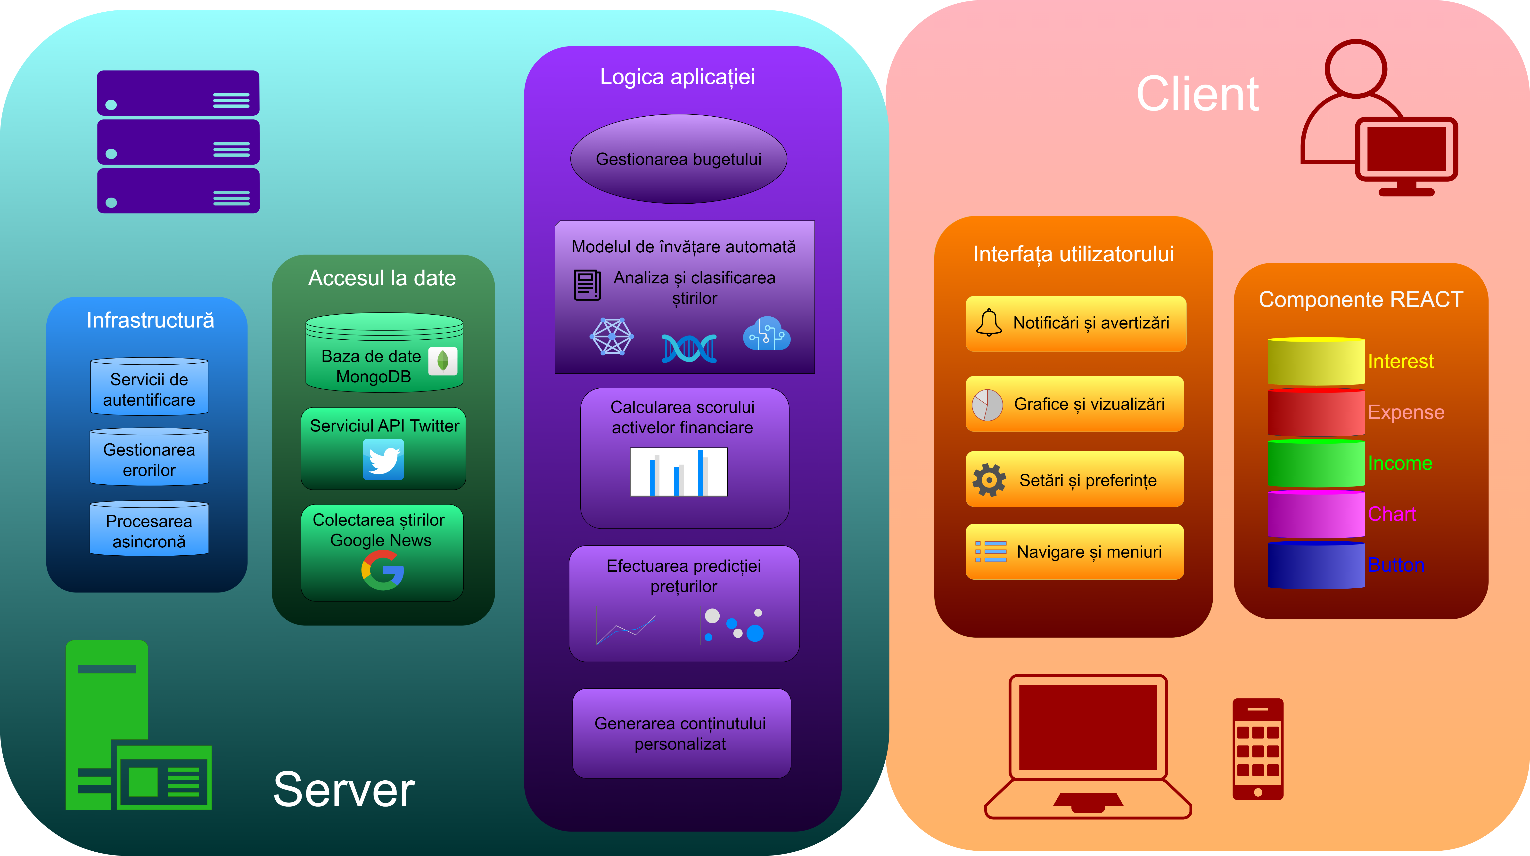 Server
Infrastructură
Servicii de
autentificare
Gestionarea
erorilor
Procesarea
asincronă
Accesul la date
Baza de date
MongoDB
Serviciul API Twitter
Colectarea știrilor
Google News
Logica aplicației
Gestionarea bugetului
Modelul de învățare automată
Analiza și clasificarea
știrilor
Calcularea scorului
activelor financiare
Efectuarea predicției
prețurilor
Generarea conținutului
personalizat
Client
Interfața utilizatorului
Notificări și avertizări
Grafice și vizualizări
Setări și preferințe
Navigare și meniuri
Componente REACT
Interest
Expense
Income
Chart
Button